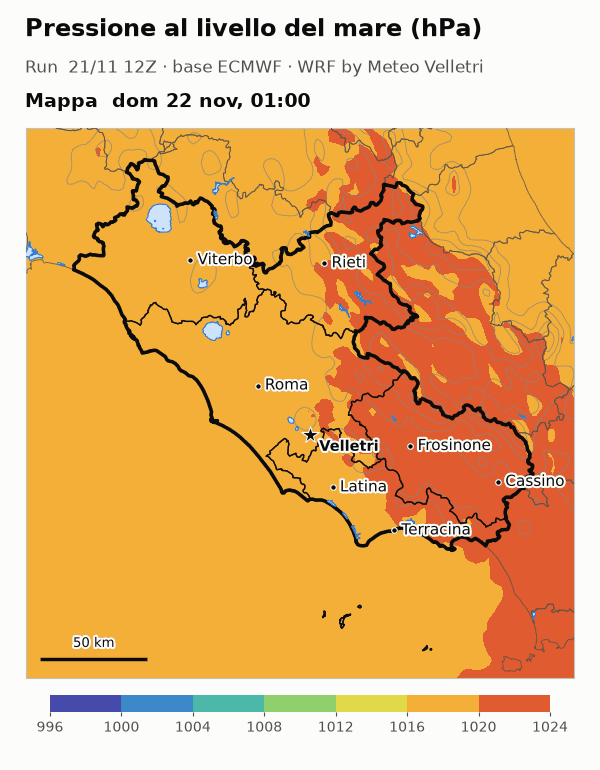 Pressione al livello del mare (hPa)
Run 21/11 12Z · base ECMWF · WRF by Meteo Velletri
Mappa dom 22 nov, 01:00
Viterbo
Rieti
Roma
Velletri
Frosinone
Cassino
Latina
Terracina
50 km
996 1000 1004 1008 1012 1016 1020 1024